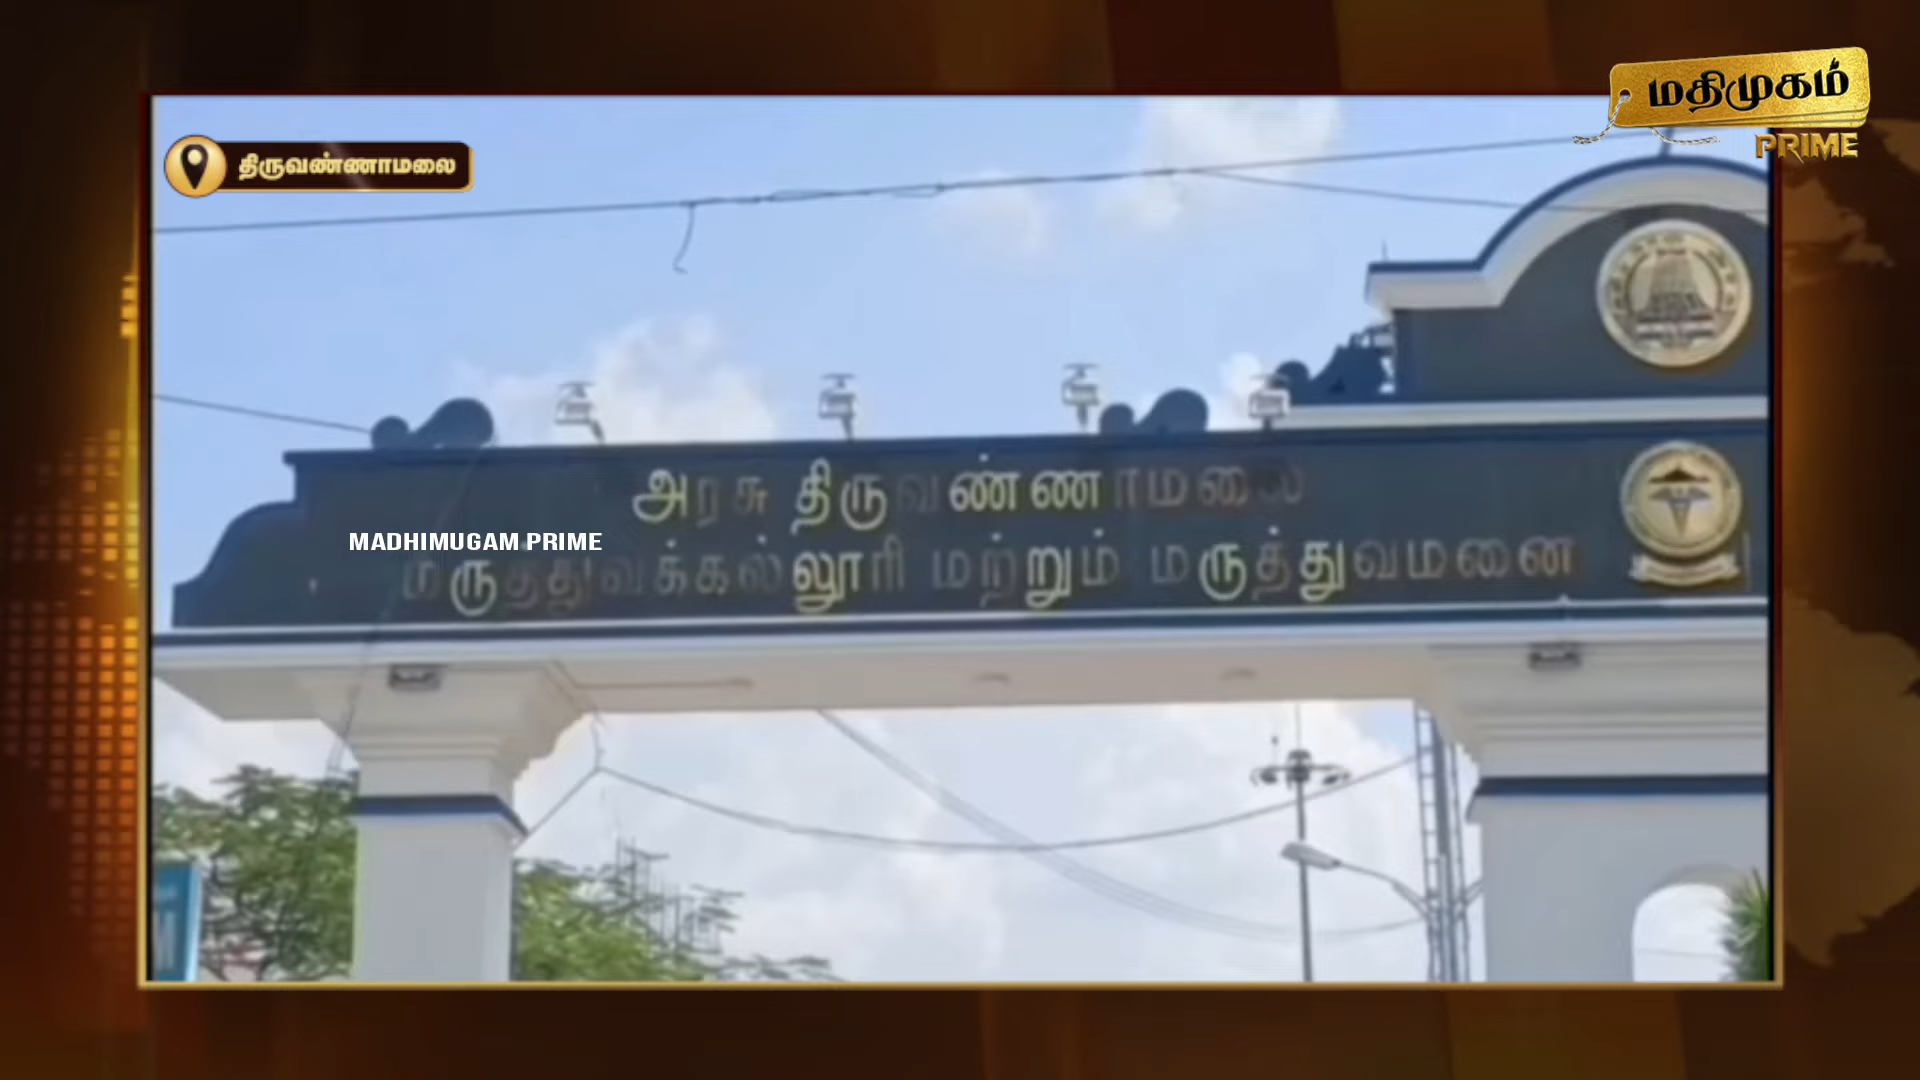 மதிமுகம்
PRIME
திருவண்ணாமலை
அரசு திருவண்ணாமலை
மருத்துவக்கல்லூரி மற்றும் மருத்துவமனை
MADHIMUGAM PRIME